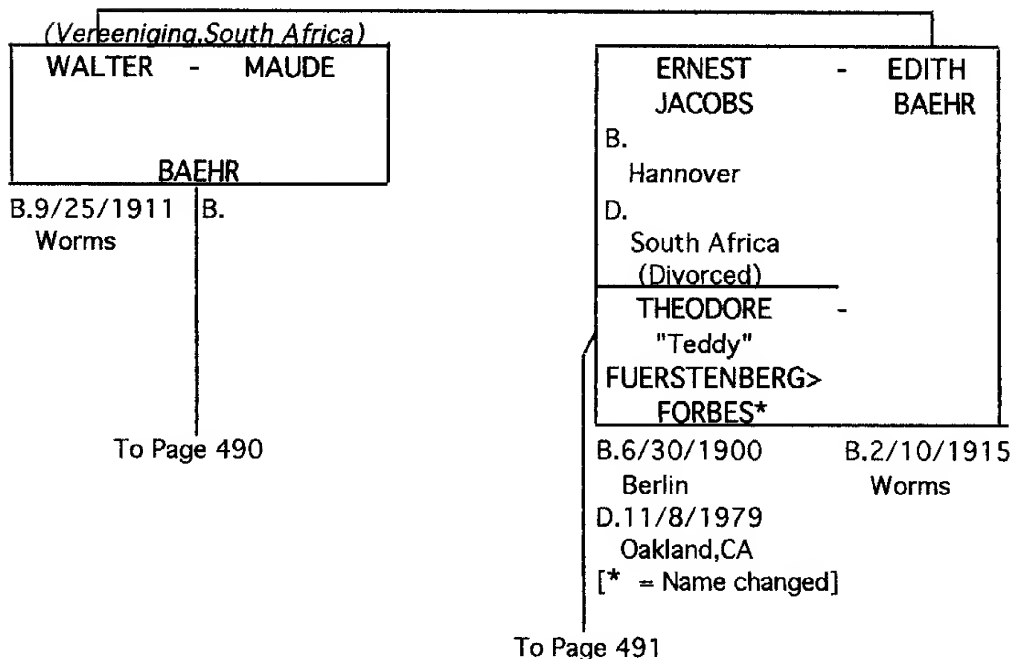 (Vereeniging,South Africa)
WALTER - MAUDE
BAEHR
B.9/25/1911 B.
Worms
To Page 490
ERNEST - EDITH
JACOBS BAEHR
B.
Hannover
D.
South Africa
(Divorced)
THEODORE -
"Teddy"
FUERSTENBERG>
FORBES*
B.6/30/1900 B.2/10/1915
Berlin Worms
D.11/8/1979
Oakland,CA
[* = Name changed]
To Page 491